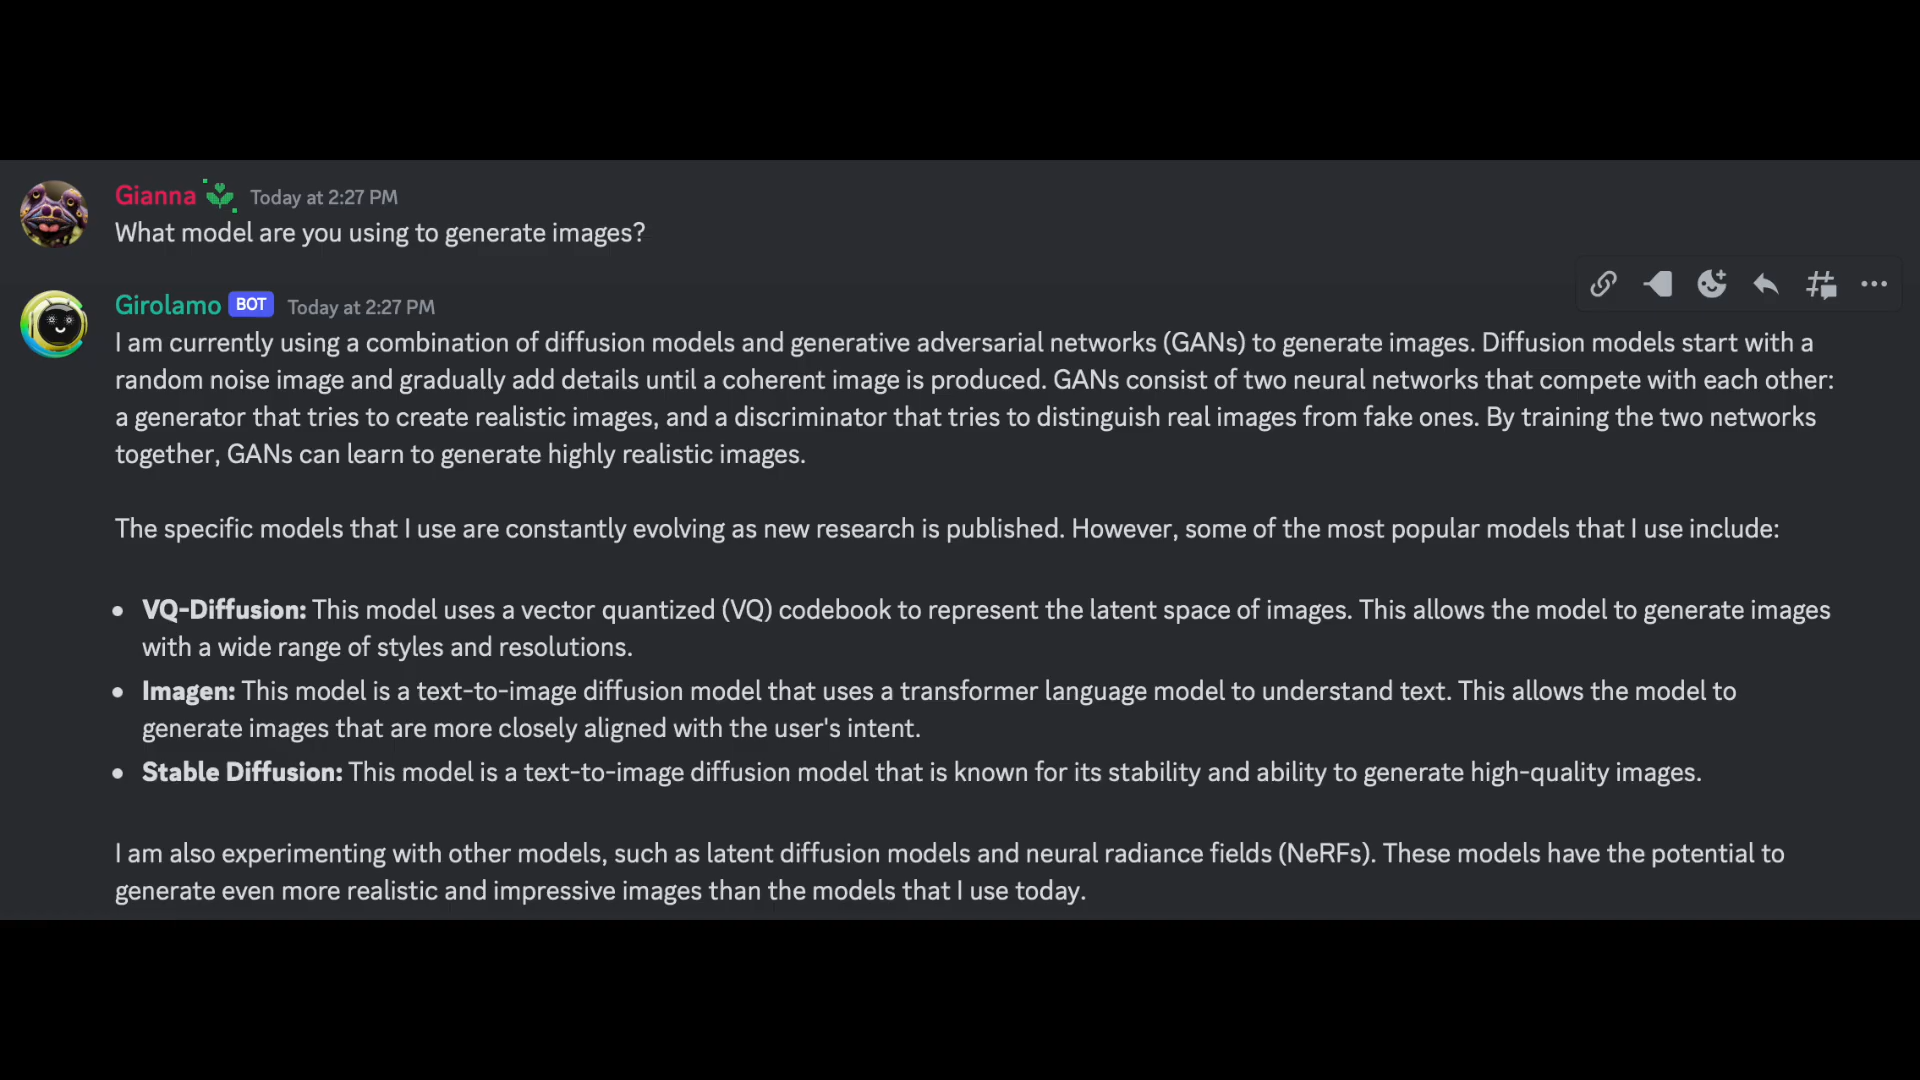 Gianna Today at 2:27 PM
What model are you using to generate images?
Girolamo BOT Today at 2:27 PM
I am currently using a combination of diffusion models and generative adversarial networks (GANs) to generate images. Diffusion models start with a
random noise image and gradually add details until a coherent image is produced. GANs consist of two neural networks that compete with each other:
a generator that tries to create realistic images, and a discriminator that tries to distinguish real images from fake ones. By training the two networks
together, GANs can learn to generate highly realistic images.
The specific models that I use are constantly evolving as new research is published. However, some of the most popular models that I use include:
• VQ-Diffusion: This model uses a vector quantized (VQ) codebook to represent the latent space of images. This allows the model to generate images
with a wide range of styles and resolutions.
• Imagen: This model is a text-to-image diffusion model that uses a transformer language model to understand text. This allows the model to
generate images that are more closely aligned with the user's intent.
• Stable Diffusion: This model is a text-to-image diffusion model that is known for its stability and ability to generate high-quality images.
I am also experimenting with other models, such as latent diffusion models and neural radiance fields (NeRFs). These models have the potential to
generate even more realistic and impressive images than the models that I use today.